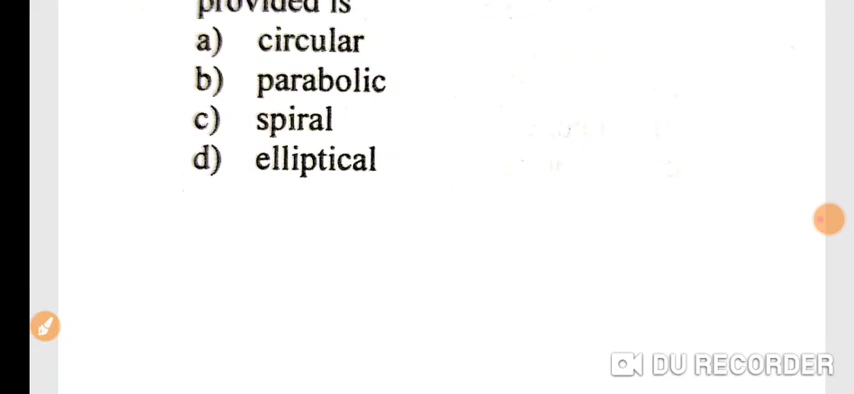 provided is
a) circular
b) parabolic
c) spiral
d) elliptical
DU RECORDER